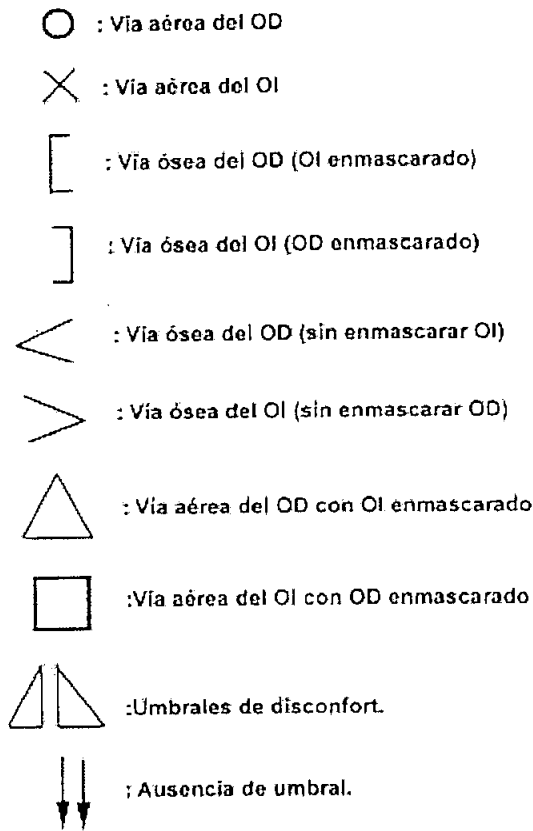 : Vía aérea del OD
: Vía aérea del OI
: Vía ósea del OD (OI enmascarado)
: Vía ósea del OI (OD enmascarado)
: Vía ósea del OD (sin enmascarar OI)
: Vía ósea del OI (sin enmascarar OD)
: Vía aérea del OD con OI enmascarado
:Vía aérea del OI con OD enmascarado
:Umbrales de disconfort.
: Ausencia de umbral.